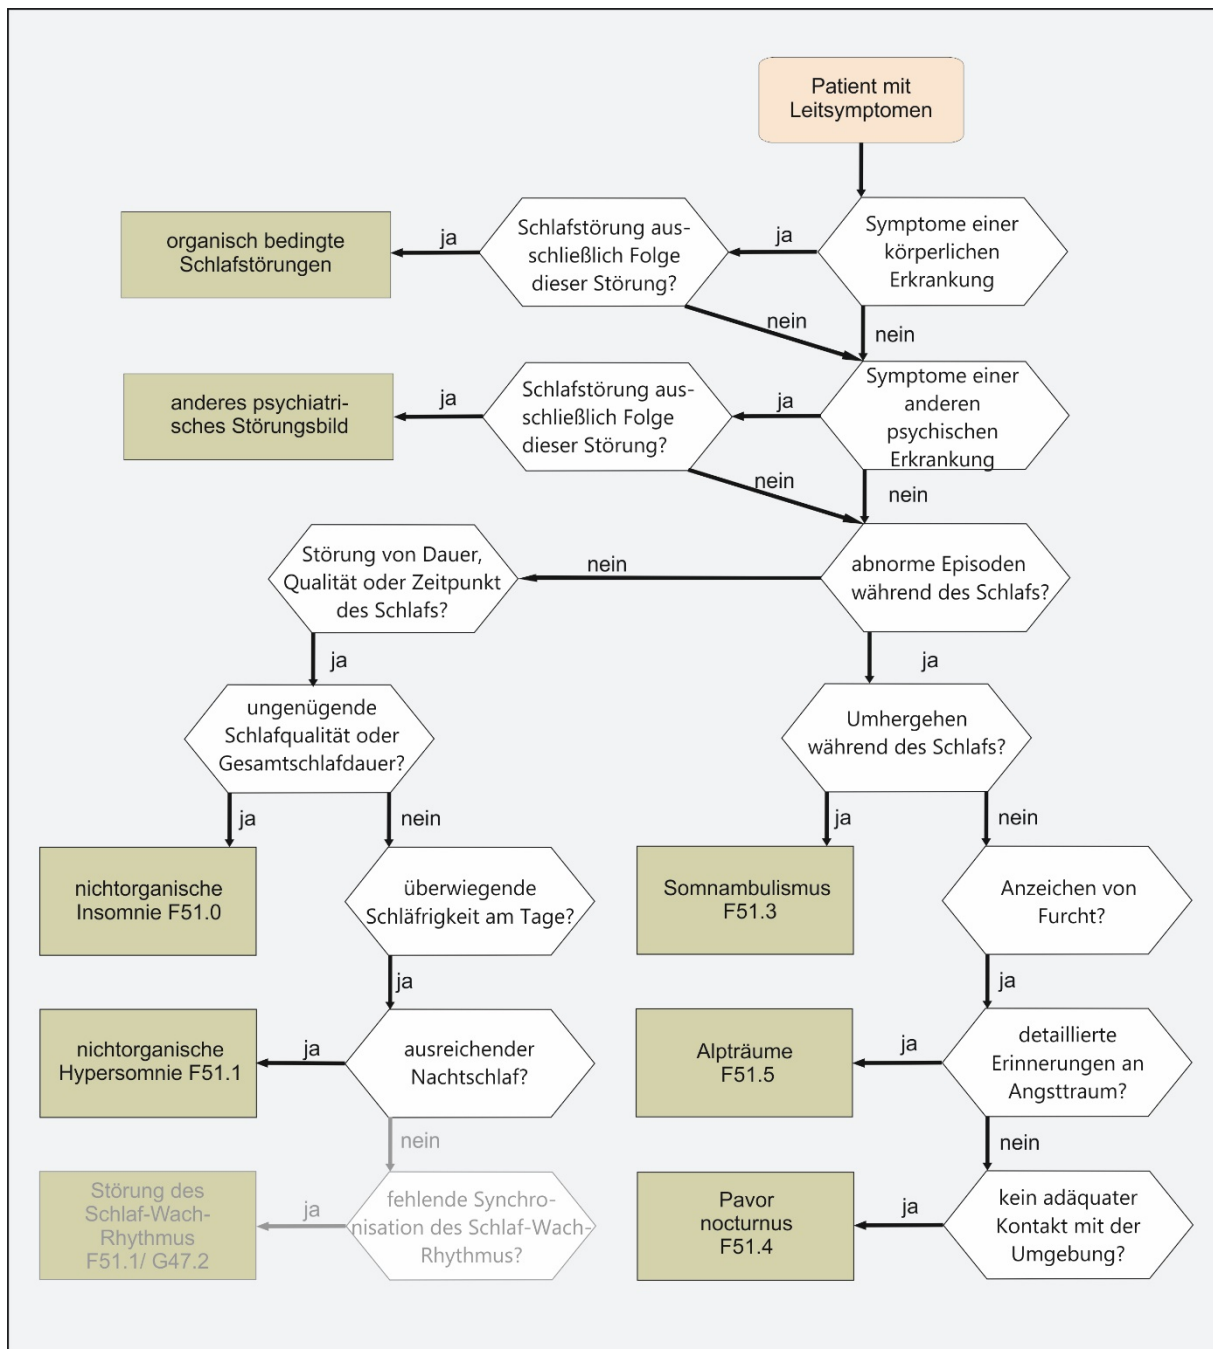 Patient mit
Leitsymptomen
Symptome einer
körperlichen
Erkrankung
ja
Schlafstörung aus-
schließlich Folge
dieser Störung?
ja
organisch bedingte
Schlafstörungen
nein
nein
Symptome einer
anderen
psychischen
Erkrankung
ja
Schlafstörung aus-
schließlich Folge
dieser Störung?
ja
anderes psychiatri-
sches Störungsbild
nein
nein
abnorme Episoden
während des Schlafs?
nein
Störung von Dauer,
Qualität oder Zeitpunkt
des Schlafs?
ja
ungenügende
Schlafqualität oder
Gesamtschlafdauer?
ja
nichtorganische
Insomnie F51.0
nein
überwiegende
Schläfrigkeit am Tage?
ja
ausreichender
Nachtschlaf?
ja
nichtorganische
Hypersomnie F51.1
nein
fehlende Synchro-
nisation des Schlaf-Wach-
Rhythmus?
ja
Störung des
Schlaf-Wach-
Rhythmus
F51.1/ G47.2
ja
Umhergehen
während des Schlafs?
ja
Somnambulismus
F51.3
nein
Anzeichen von
Furcht?
ja
detaillierte
Erinnerungen an
Angsttraum?
ja
Alpträume
F51.5
nein
kein adäquater
Kontakt mit der
Umgebung?
ja
Pavor
nocturnus
F51.4